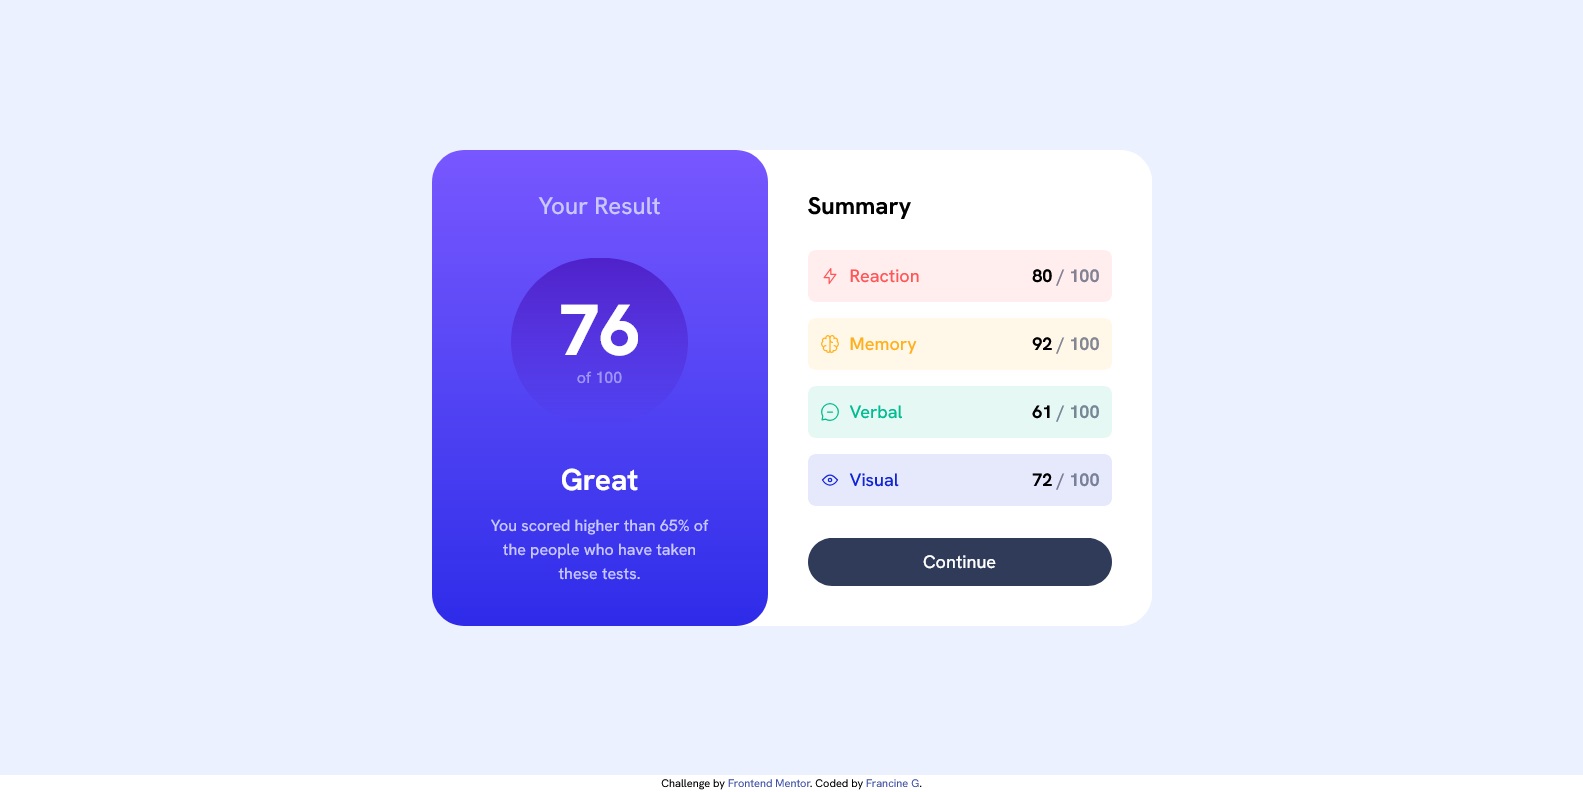 Your Result
76
of 100
Great
You scored higher than 65% of
the people who have taken
these tests.
Summary
Reaction 80 / 100
Memory 92 / 100
Verbal 61 / 100
Visual 72 / 100
Continue
Challenge by Frontend Mentor. Coded by Francine G.